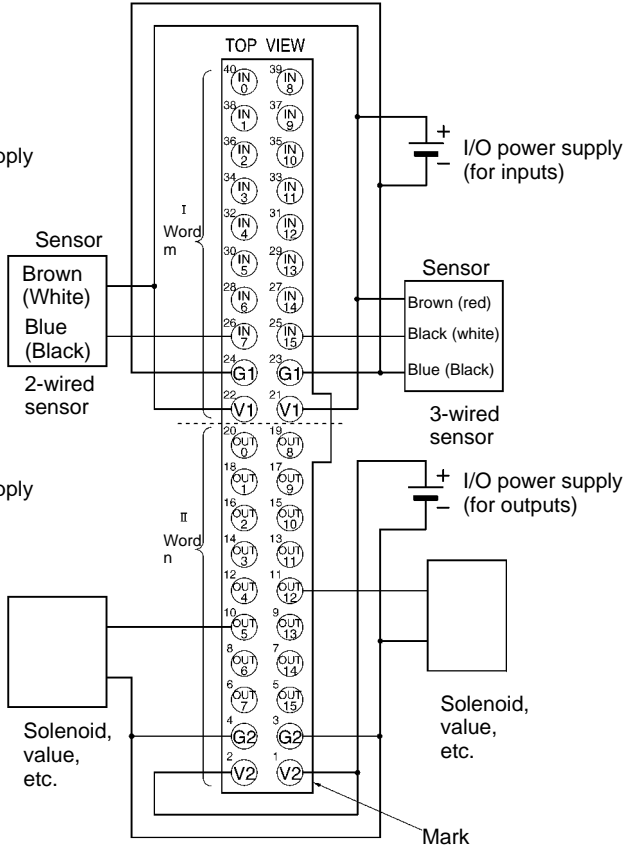 TOP VIEW
40 IN 0
39 IN 8
38 IN 1
37 IN 9
36 IN 2
35 IN 10
34 IN 3
33 IN 11
32 IN 4
31 IN 12
30 IN 5
29 IN 13
28 IN 6
27 IN 14
26 IN 7
25 IN 15
24 G1
23 G1
22 V1
21 V1
20 OUT 0
19 OUT 8
18 OUT 1
17 OUT 9
16 OUT 2
15 OUT 10
14 OUT 3
13 OUT 11
12 OUT 4
11 OUT 12
10 OUT 5
9 OUT 13
8 OUT 6
7 OUT 14
6 OUT 7
5 OUT 15
4 G2
3 G2
2 V2
1 V2
I
Word
m
II
Word
n
pply
Sensor
Brown
(White)
Blue
(Black)
2-wired
sensor
pply
Solenoid,
value,
etc.
+
–
I/O power supply
(for inputs)
Sensor
Brown (red)
Black (white)
Blue (Black)
3-wired
sensor
+
–
I/O power supply
(for outputs)
Solenoid,
value,
etc.
Mark